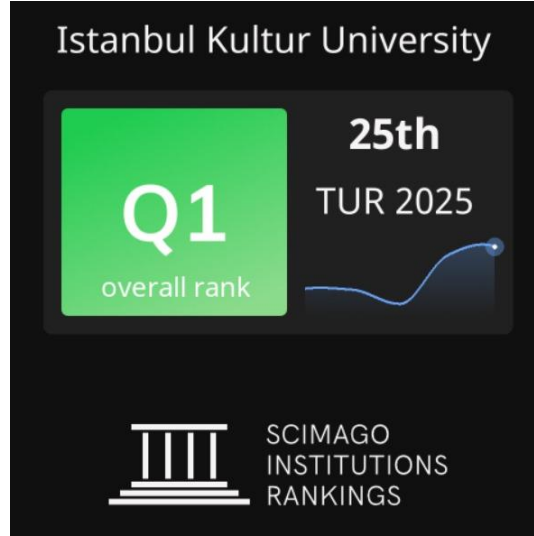 Istanbul Kultur University
Q1
overall rank
25th
TUR 2025
SCIMAGO
INSTITUTIONS
RANKINGS